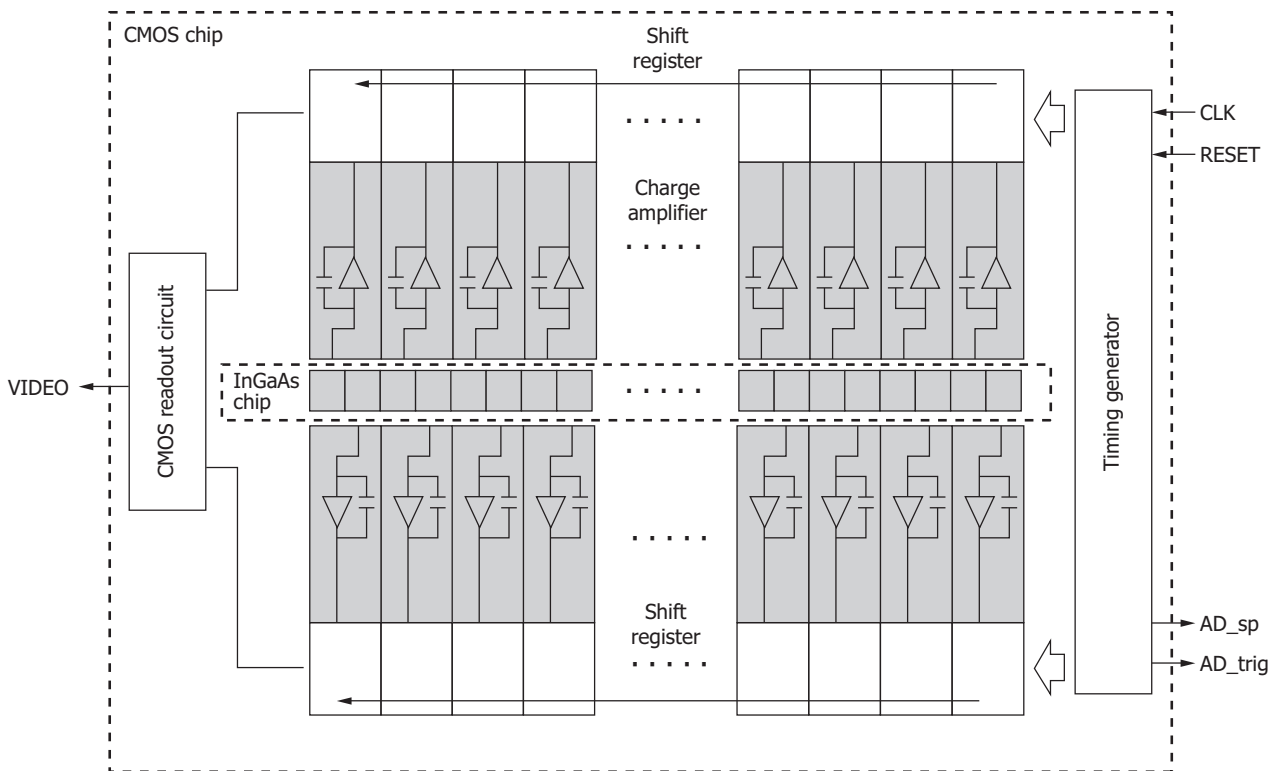 CMOS chip
Shift
register
CLK
RESET
Charge
amplifier
CMOS readout circuit
VIDEO
InGaAs
chip
Timing generator
Shift
register
AD_sp
AD_trig